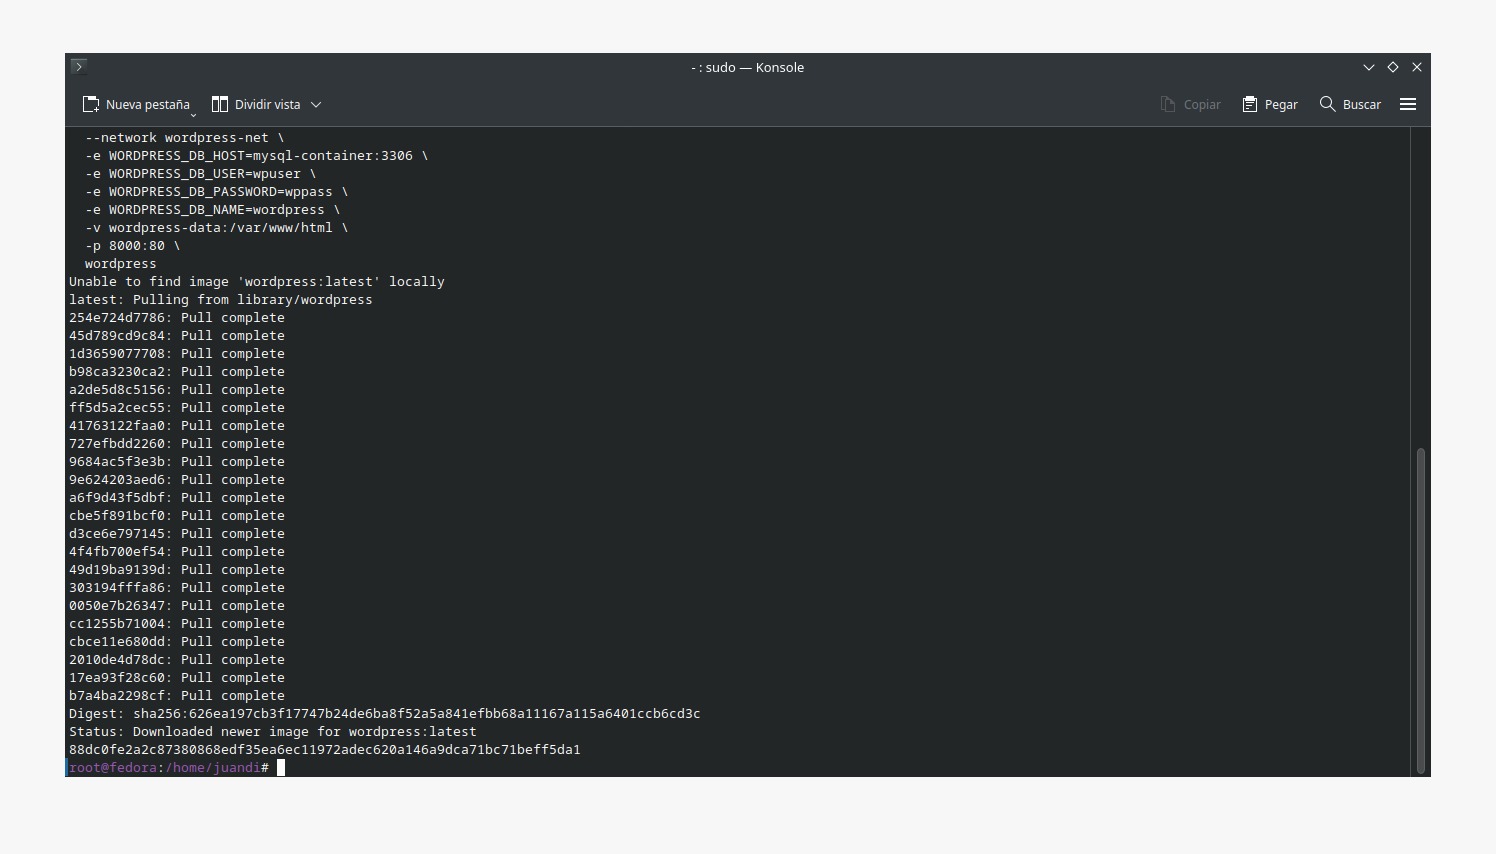 - : sudo — Konsole
Nueva pestaña Dividir vista Copiar Pegar Buscar
--network wordpress-net \
-e WORDPRESS_DB_HOST=mysql-container:3306 \
-e WORDPRESS_DB_USER=wpuser \
-e WORDPRESS_DB_PASSWORD=wppass \
-e WORDPRESS_DB_NAME=wordpress \
-v wordpress-data:/var/www/html \
-p 8000:80 \
wordpress
Unable to find image 'wordpress:latest' locally
latest: Pulling from library/wordpress
254e724d7786: Pull complete
45d789cd9c84: Pull complete
1d3659077708: Pull complete
b98ca3230ca2: Pull complete
a2de5d8c5156: Pull complete
ff5d5a2cec55: Pull complete
41763122faa0: Pull complete
727efbdd2260: Pull complete
9684ac5f3e3b: Pull complete
9e624203aed6: Pull complete
a6f9d43f5dbf: Pull complete
cbe5f891bcf0: Pull complete
d3ce6e797145: Pull complete
4f4fb700ef54: Pull complete
49d19ba9139d: Pull complete
303194fffa86: Pull complete
0050e7b26347: Pull complete
cc1255b71004: Pull complete
cbce11e680dd: Pull complete
2010de4d78dc: Pull complete
17ea93f28c60: Pull complete
b7a4ba2298cf: Pull complete
Digest: sha256:626ea197cb3f17747b24de6ba8f52a5a841efbb68a11167a115a6401ccb6cd3c
Status: Downloaded newer image for wordpress:latest
88dc0fe2a2c87380868edf35ea6ec11972adec620a146a9dca71bc71beff5da1
root@fedora:/home/juandi#